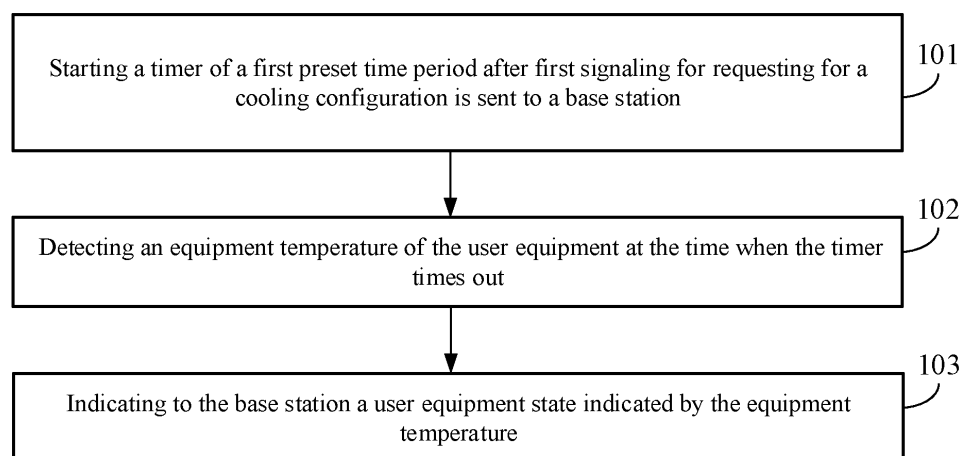 Starting a timer of a first preset time period after first signaling for requesting for a
cooling configuration is sent to a base station
101
Detecting an equipment temperature of the user equipment at the time when the timer
times out
102
Indicating to the base station a user equipment state indicated by the equipment
temperature
103